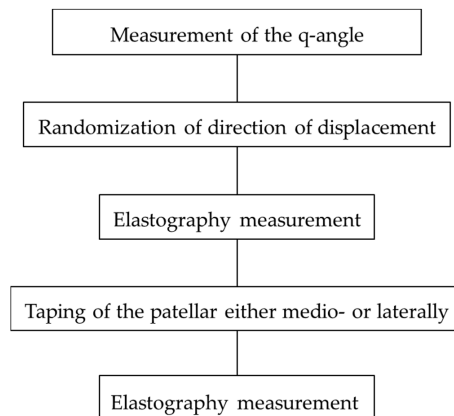 Measurement of the q-angle
Randomization of direction of displacement
Elastography measurement
Taping of the patellar either medio- or laterally
Elastography measurement